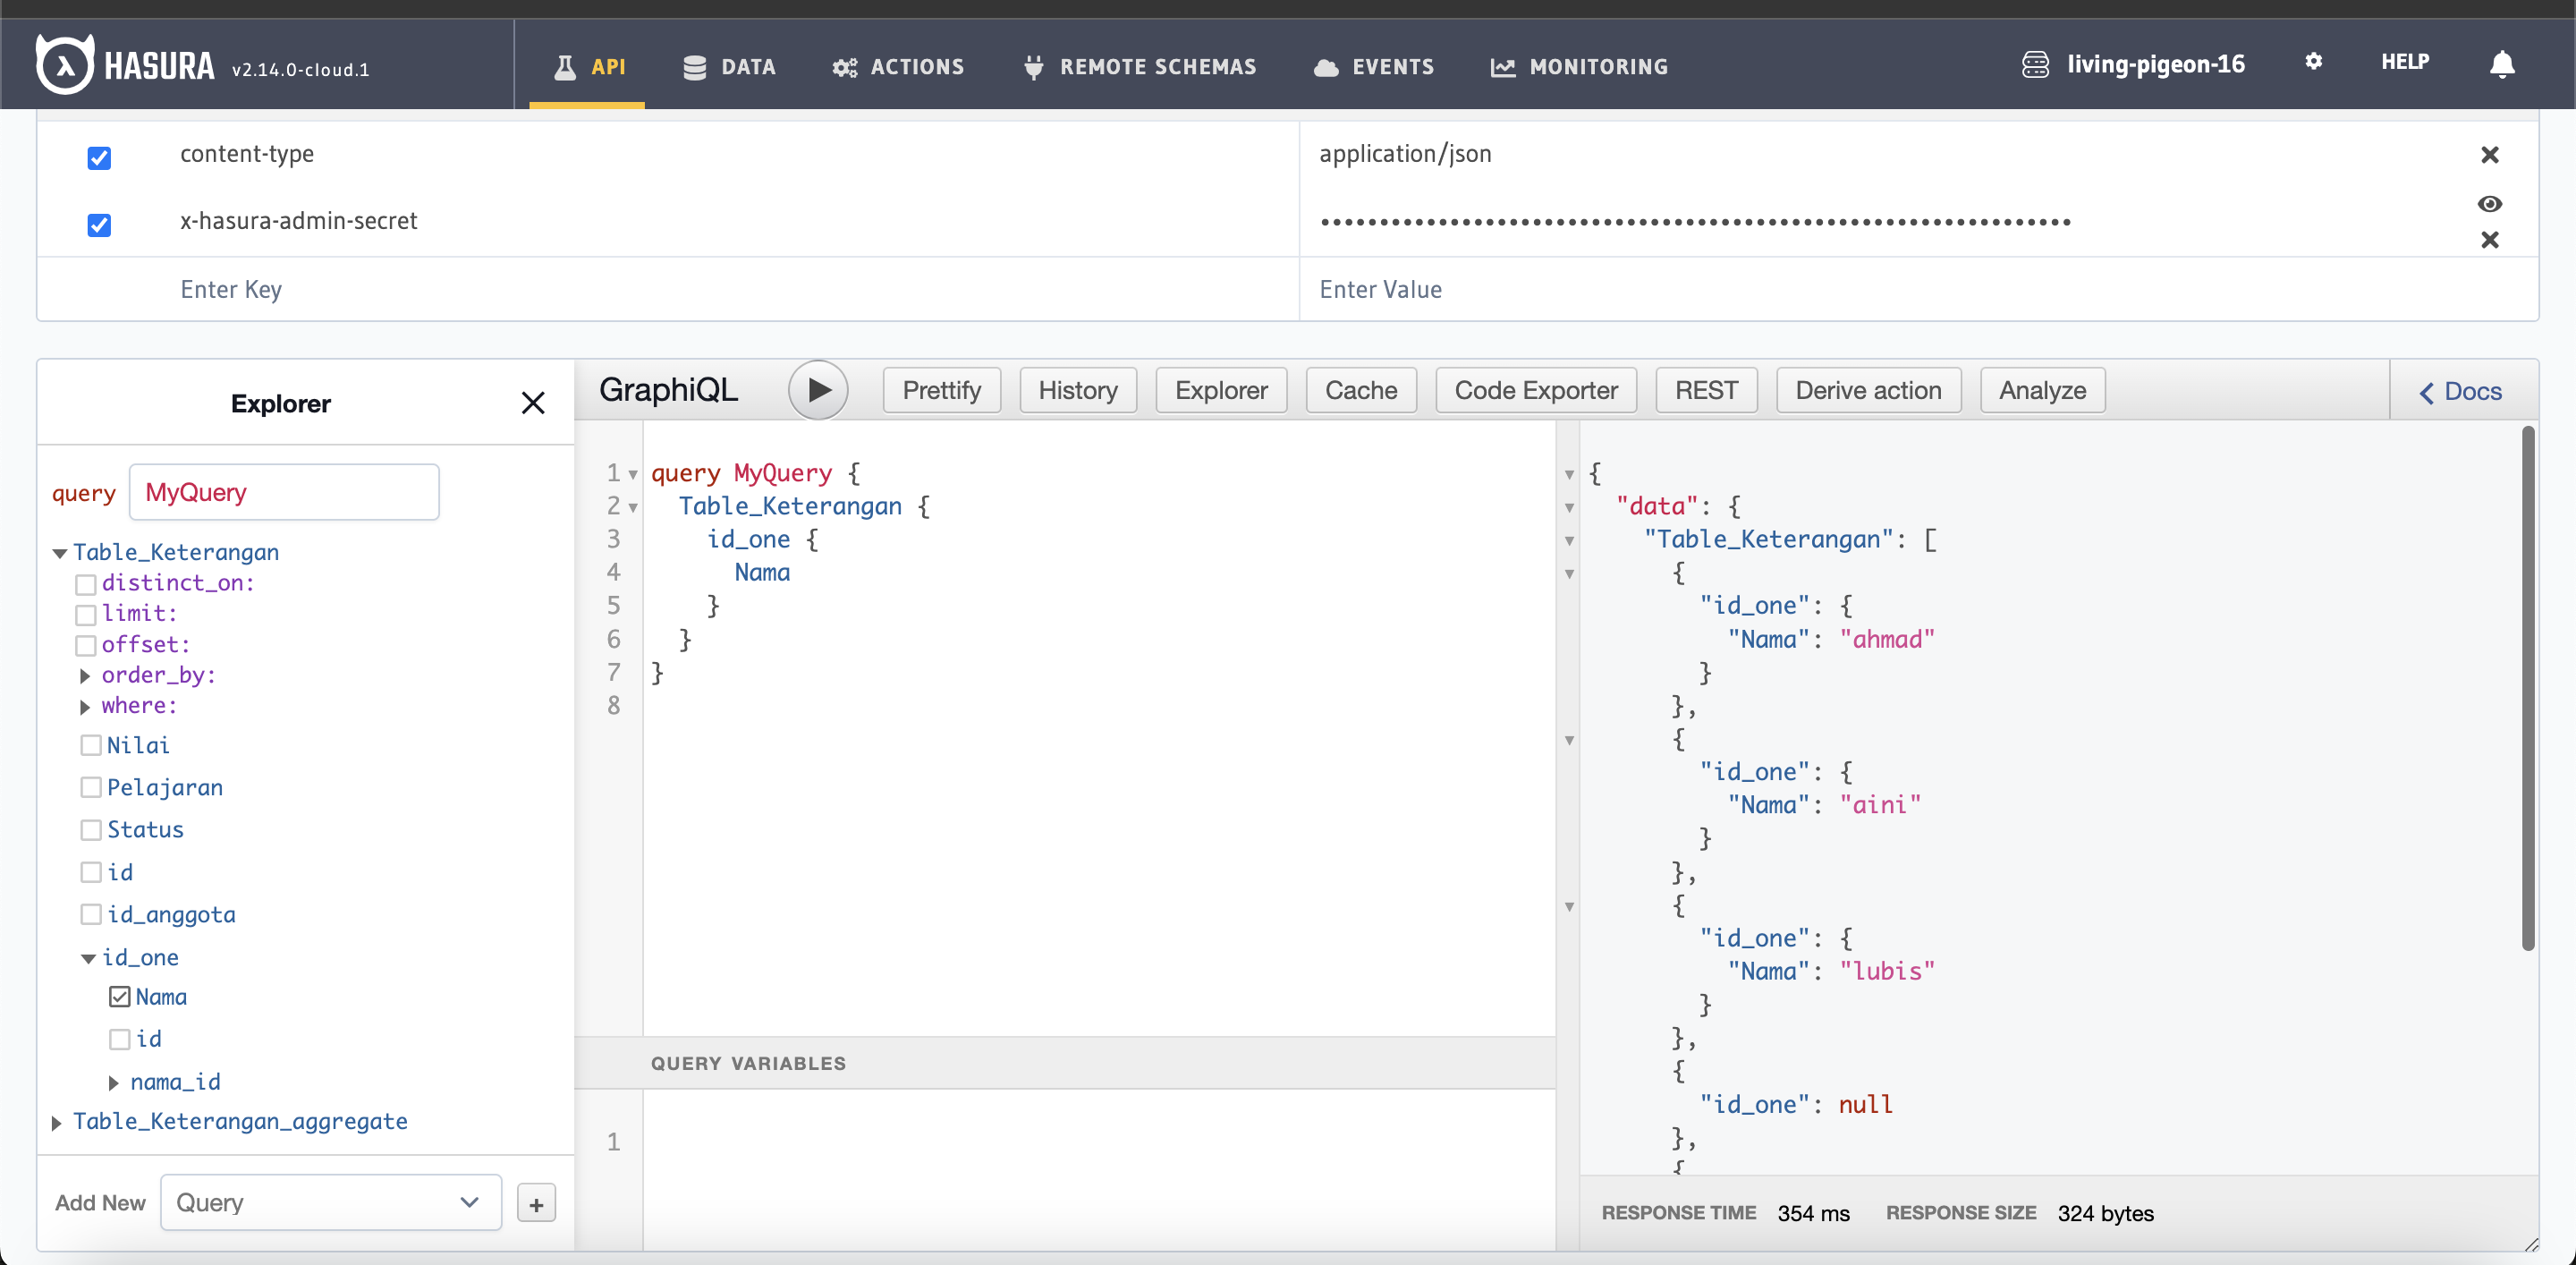 HASURA v2.14.0-cloud.1 API DATA ACTIONS REMOTE SCHEMAS EVENTS MONITORING living-pigeon-16 HELP
content-type application/json
x-hasura-admin-secret ••••••••••••••••••••••••••••••••••••••••••••••••••••••••••••••••
Enter Key Enter Value
Explorer
query MyQuery
Table_Keterangan
distinct_on:
limit:
offset:
order_by:
where:
Nilai
Pelajaran
Status
id
id_anggota
id_one
Nama
id
nama_id
Table_Keterangan_aggregate
Add New Query +
GraphiQL Prettify History Explorer Cache Code Exporter REST Derive action Analyze Docs
1 query MyQuery {
2 Table_Keterangan {
3 id_one {
4 Nama
5 }
6 }
7 }
8
QUERY VARIABLES
1
{
"data": {
"Table_Keterangan": [
{
"id_one": {
"Nama": "ahmad"
}
},
{
"id_one": {
"Nama": "aini"
}
},
{
"id_one": {
"Nama": "lubis"
}
},
{
"id_one": null
},
{
RESPONSE TIME 354 ms RESPONSE SIZE 324 bytes